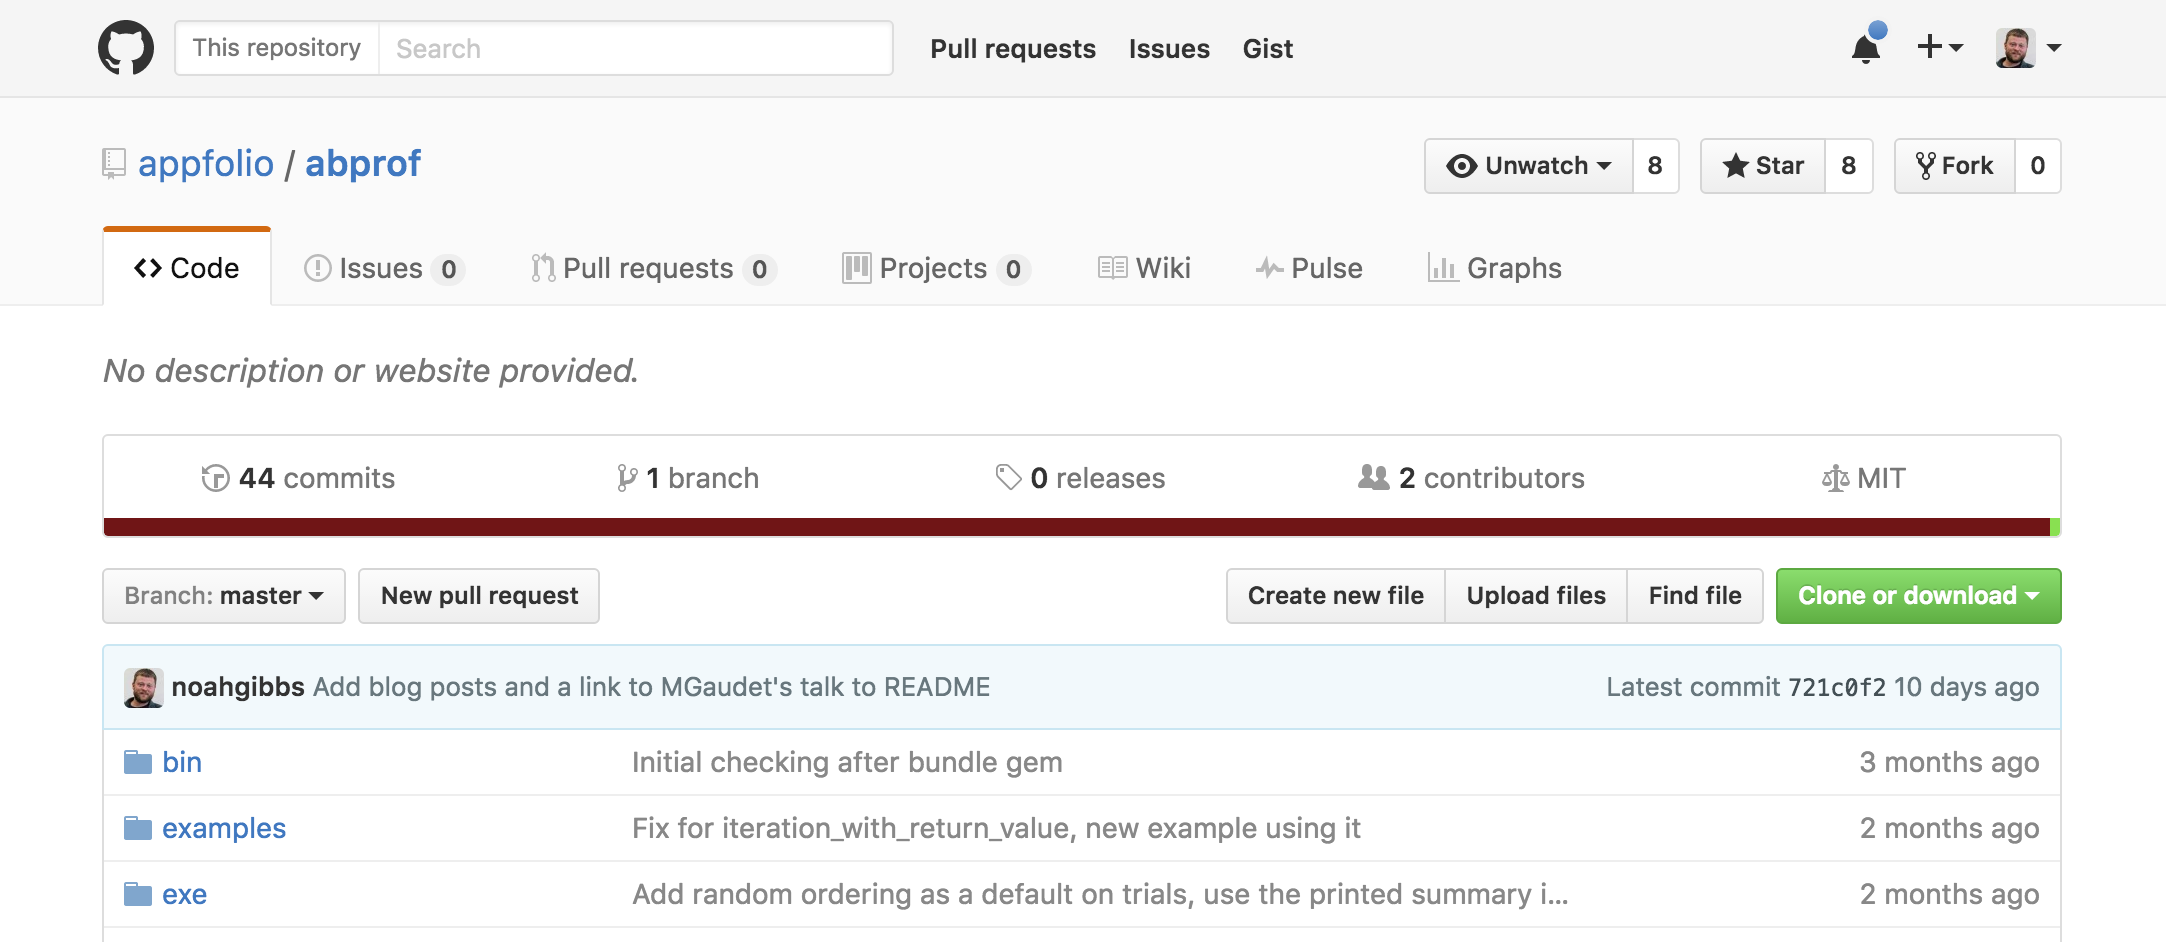 This repository Search Pull requests Issues Gist
appfolio / abprof Unwatch 8 Star 8 Fork 0
Code Issues 0 Pull requests 0 Projects 0 Wiki Pulse Graphs
No description or website provided.
44 commits 1 branch 0 releases 2 contributors MIT
Branch: master New pull request Create new file Upload files Find file Clone or download
noahgibbs Add blog posts and a link to MGaudet's talk to README Latest commit 721c0f2 10 days ago
bin Initial checking after bundle gem 3 months ago
examples Fix for iteration_with_return_value, new example using it 2 months ago
exe Add random ordering as a default on trials, use the printed summary i... 2 months ago